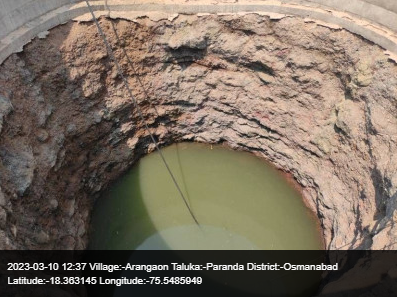 2023-03-10 12:37 Village:-Arangaon Taluka:-Paranda District:-Osmanabad
Latitude:-18.363145 Longitude:-75.5485949